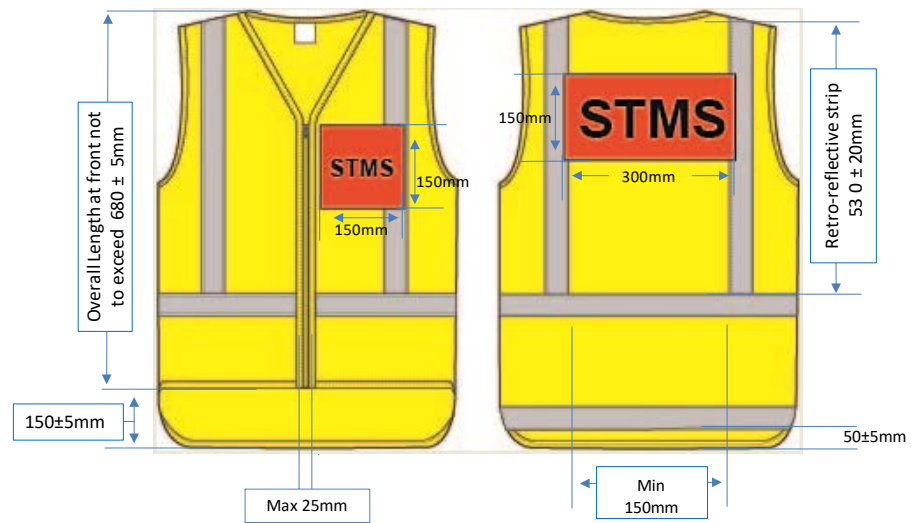 Overall Length at front not
to exceed 680 ± 5mm
150±5mm
STMS
150mm
150mm
Max 25mm
STMS
150mm
300mm
Retro-reflective strip
53 0 ± 20mm
50±5mm
Min
150mm